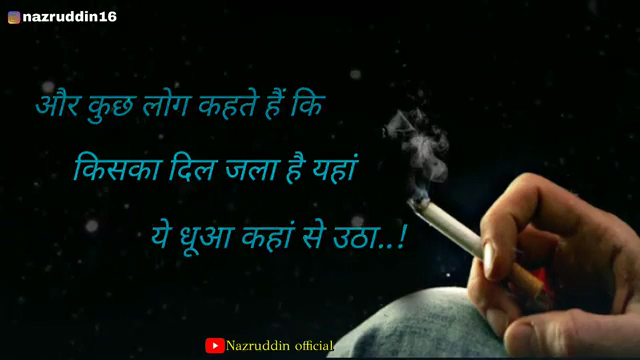 nazruddin16
और कुछ लोग कहते हैं कि
किसका दिल जला है यहां
ये धूआ कहां से उठा..!
Nazruddin official